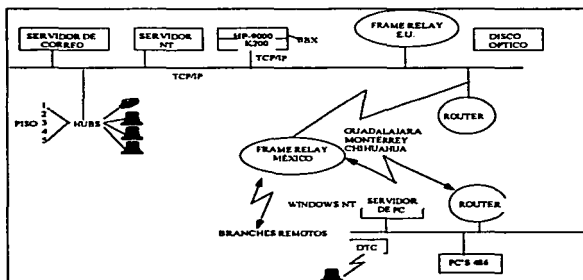 SERVIDOR
DE CORREO
SERVIDOR
NT
HP-9000
K200
BBX
FRAME RELAY
E.U.
DISCO
OPTICO
TCP/IP
TCP/IP
PISO
1
2
3
4
5
HUBS
ROUTER
GUADALAJARA
MONTERREY
CHIHUAHUA
FRAME RELAY
MÉXICO
WINDOWS NT
SERVIDOR
DE PC
ROUTER
BRANCHES REMOTOS
DTC
PC'S 486